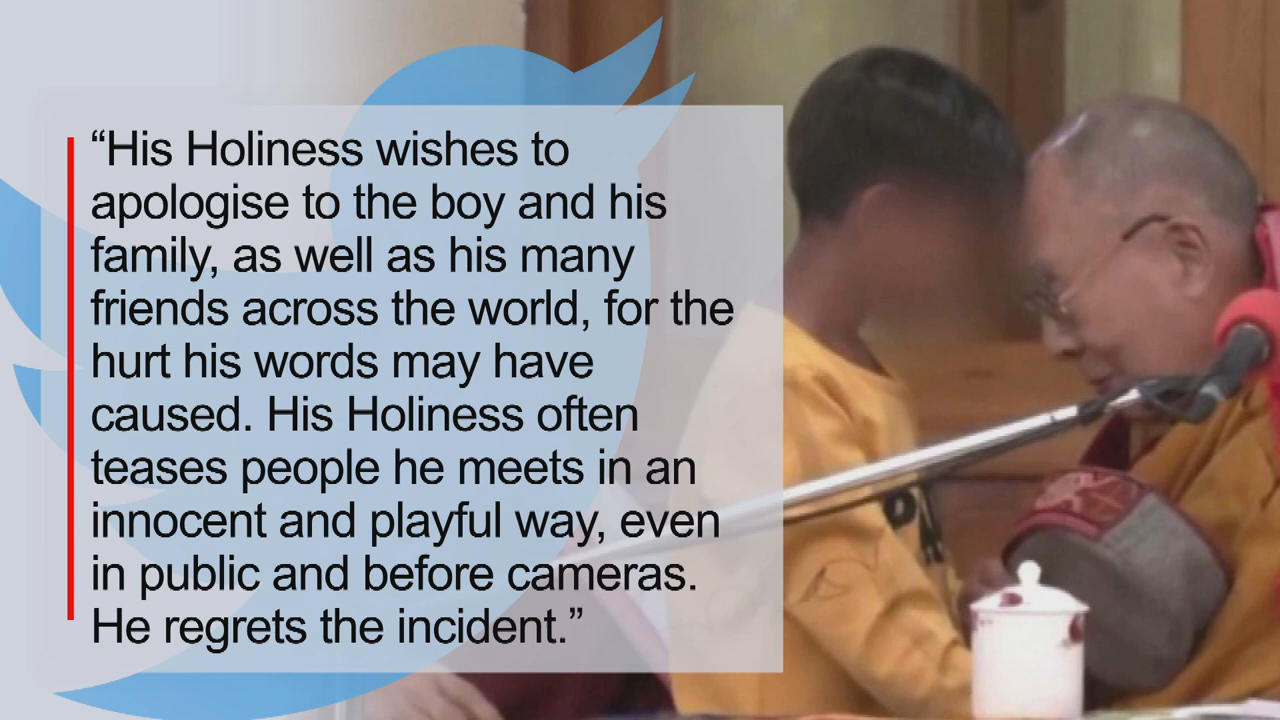 “His Holiness wishes to
apologise to the boy and his
family, as well as his many
friends across the world, for the
hurt his words may have
caused. His Holiness often
teases people he meets in an
innocent and playful way, even
in public and before cameras.
He regrets the incident.”